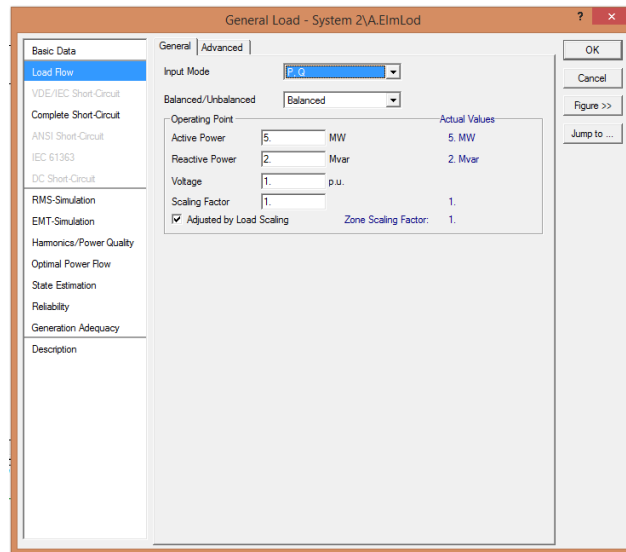 General Load - System 2\A.ElmLod
?
×
Basic Data
Load Flow
VDE/IEC Short-Circuit
Complete Short-Circuit
ANSI Short-Circuit
IEC 61363
DC Short-Circuit
RMS-Simulation
EMT-Simulation
Harmonics/Power Quality
Optimal Power Flow
State Estimation
Reliability
Generation Adequacy
Description
General Advanced
Input Mode P, Q
Balanced/Unbalanced Balanced
Operating Point Actual Values
Active Power 5. MW 5. MW
Reactive Power 2. Mvar 2. Mvar
Voltage 1. p.u.
Scaling Factor 1. 1.
Adjusted by Load Scaling Zone Scaling Factor: 1.
OK
Cancel
Figure >>
Jump to ...